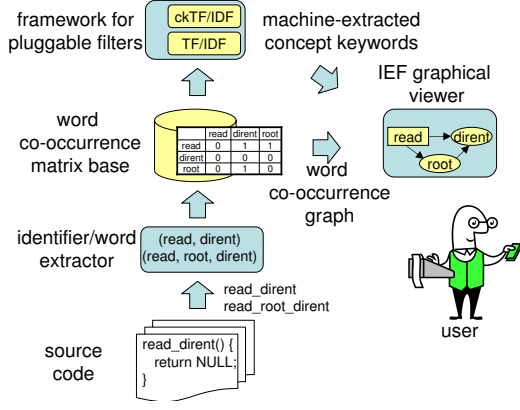 framework for
pluggable filters
ckTF/IDF
TF/IDF
machine-extracted
concept keywords
IEF graphical
viewer
read
dirent
root
word
co-occurrence
matrix base
read dirent root
read 0 1 1
dirent 0 0 0
root 0 1 0
word
co-occurrence
graph
identifier/word
extractor
(read, dirent)
(read, root, dirent)
read_dirent
read_root_dirent
user
source
code
read_dirent() {
return NULL;
}